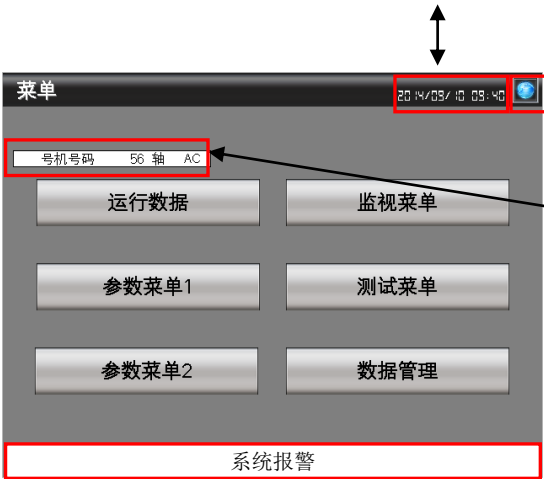 菜单
2014/09/10 09:40
号机号码 56 轴 AC
运行数据 监视菜单
参数菜单1 测试菜单
参数菜单2 数据管理
系统报警